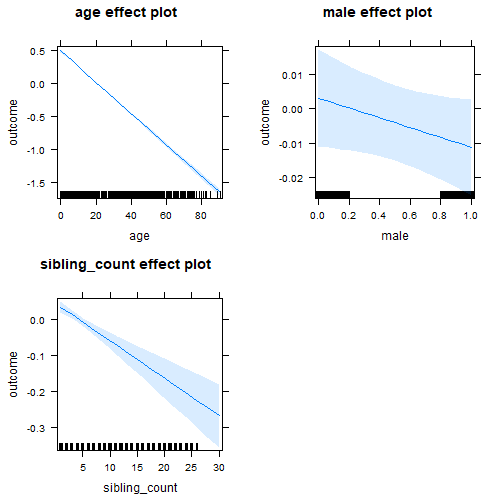 age effect plot
outcome
0.5
0.0
-0.5
-1.0
-1.5
0 20 40 60 80
age
male effect plot
outcome
0.01
0.00
-0.01
-0.02
0.0 0.2 0.4 0.6 0.8 1.0
male
sibling_count effect plot
outcome
0.0
-0.1
-0.2
-0.3
5 10 15 20 25 30
sibling_count